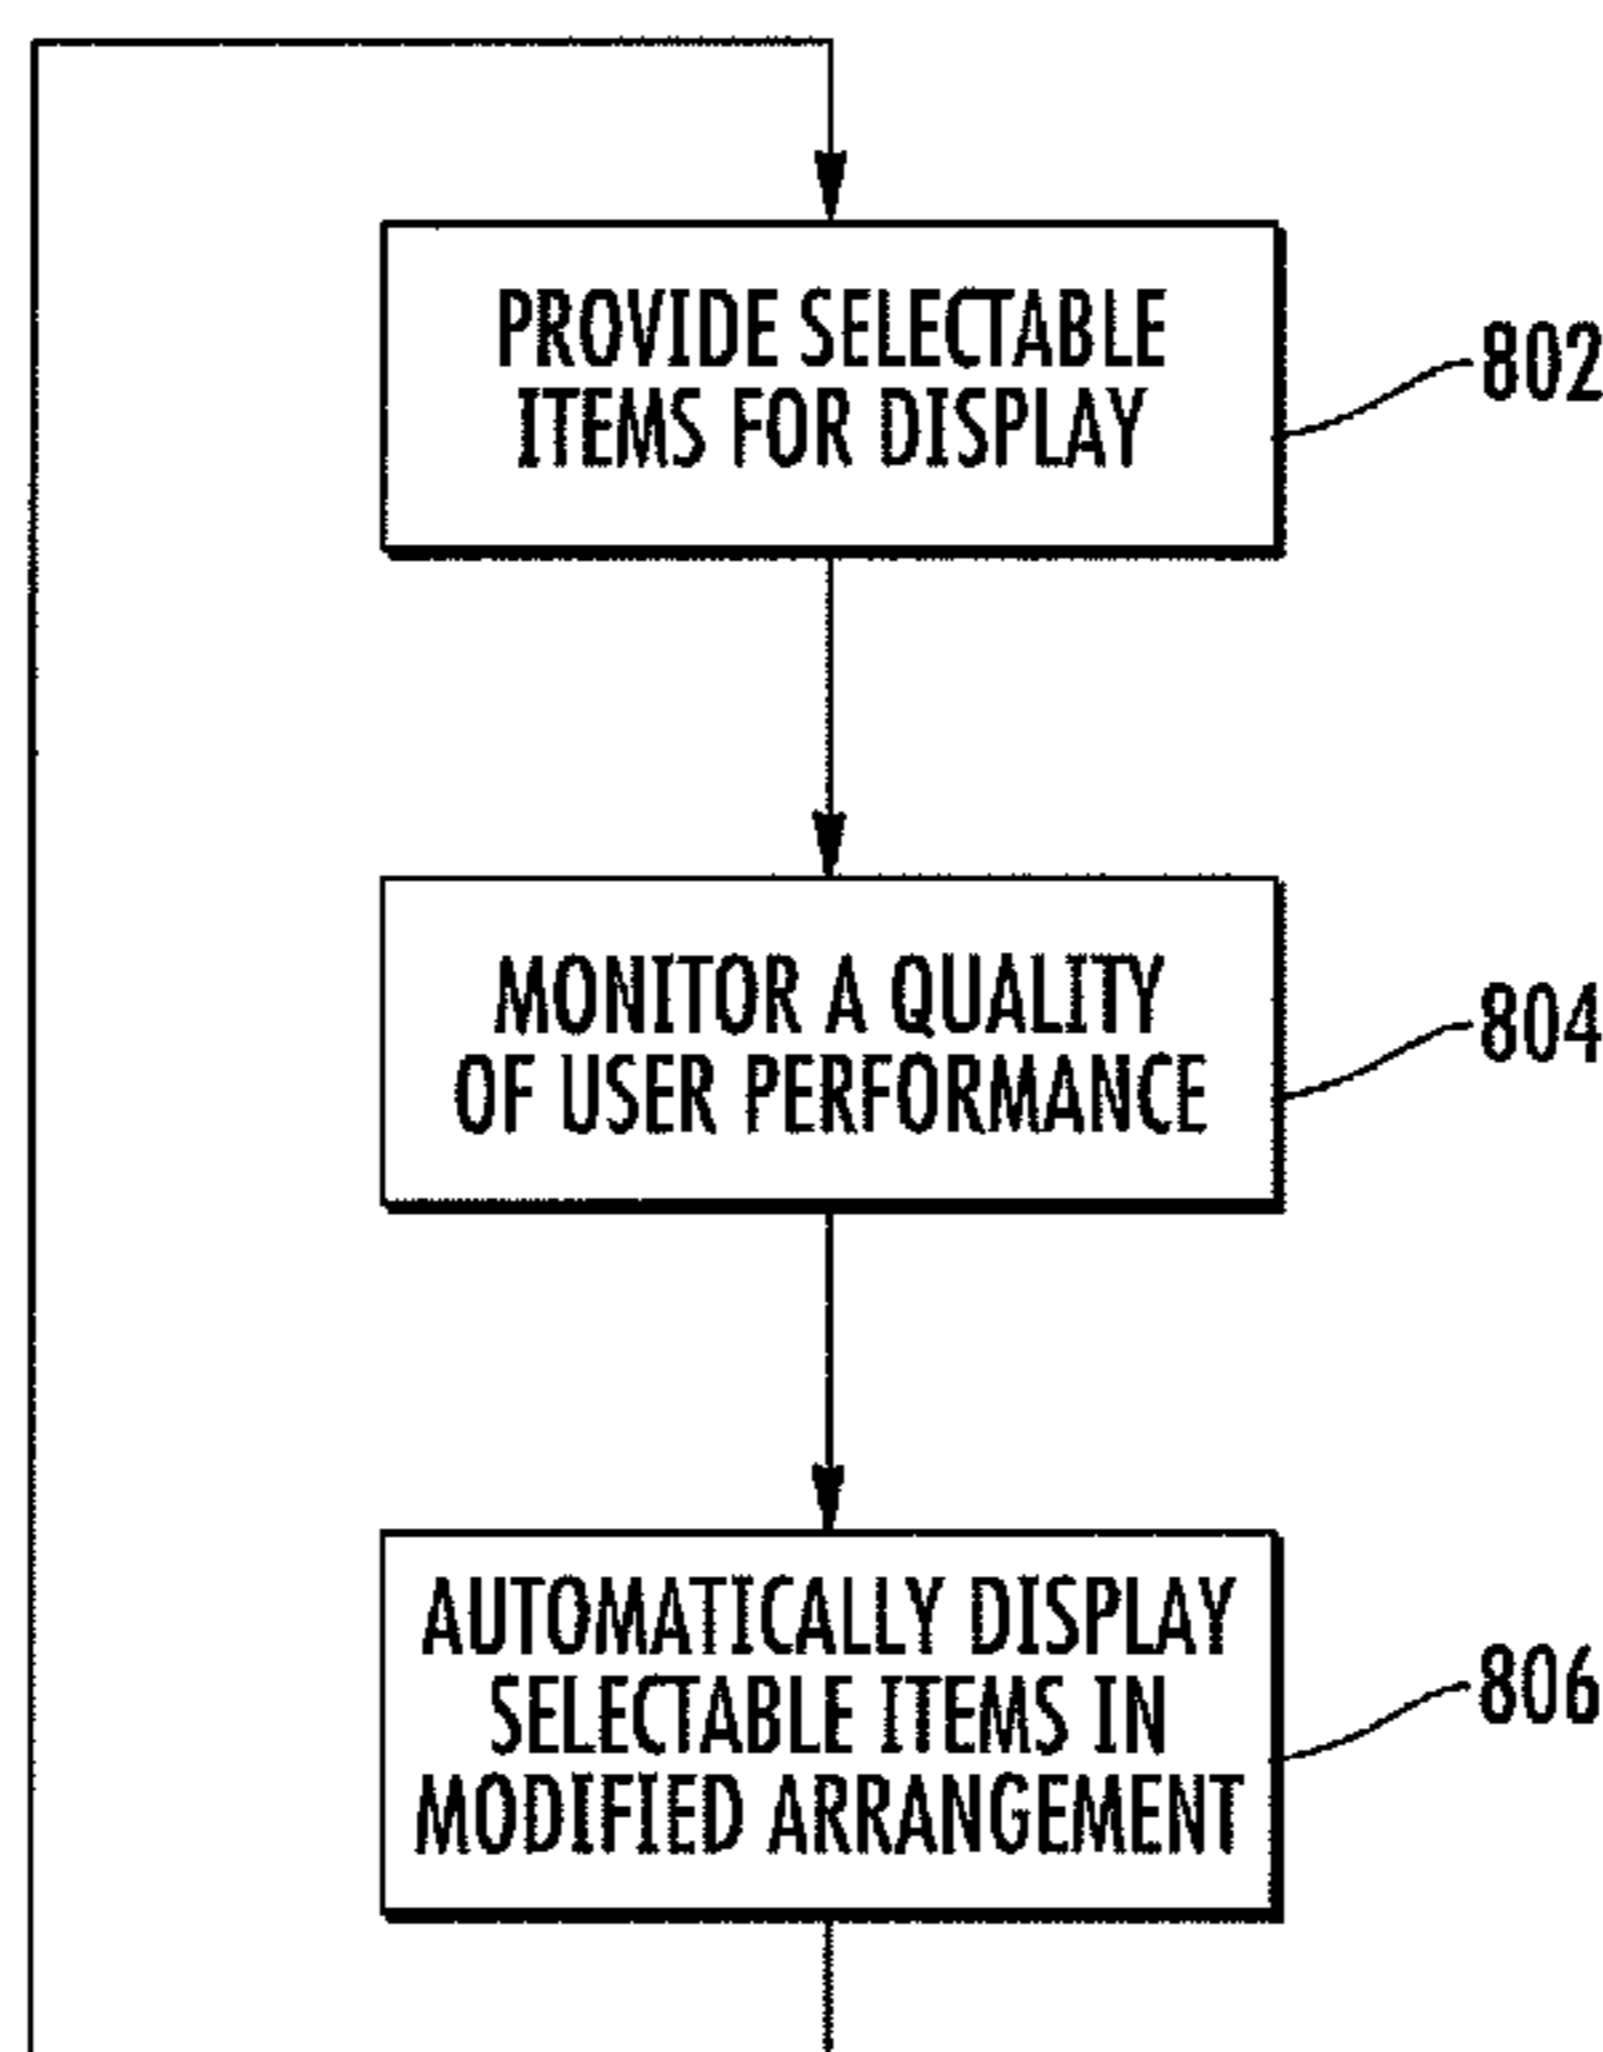 PROVIDE SELECTABLE
ITEMS FOR DISPLAY
802
MONITOR A QUALITY
OF USER PERFORMANCE
804
AUTOMATICALLY DISPLAY
SELECTABLE ITEMS IN
MODIFIED ARRANGEMENT
806